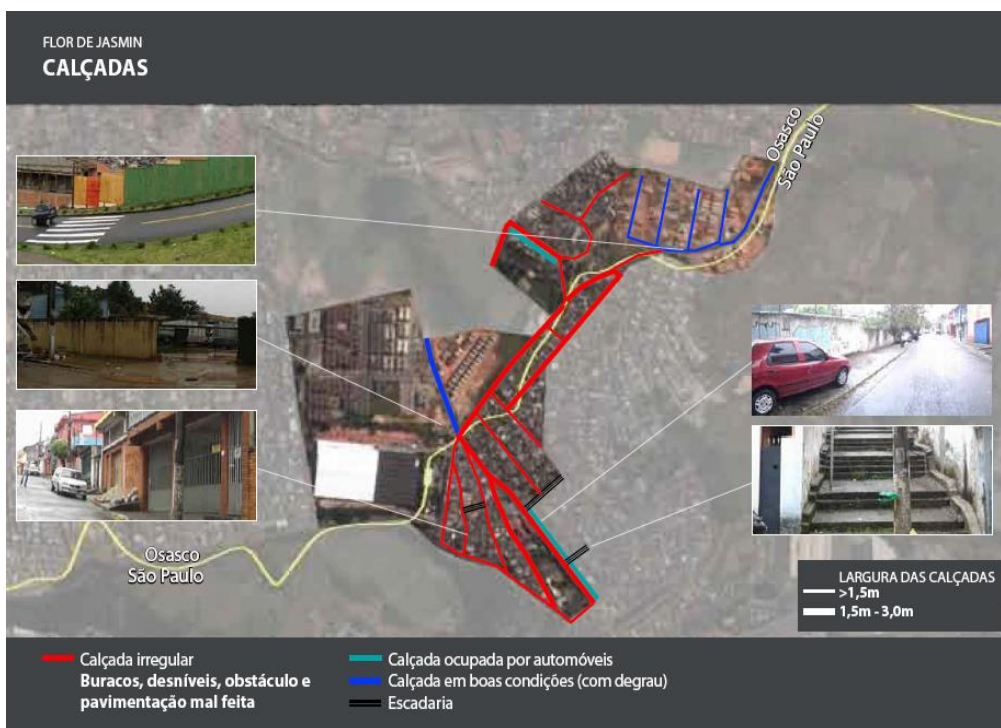 FLOR DE JASMIN
CALÇADAS
Osasco
São Paulo
Osasco
São Paulo
LARGURA DAS CALÇADAS
>1,5m
1,5m - 3,0m
Calçada irregular
Buracos, desníveis, obstáculo e
pavimentação mal feita
Calçada ocupada por automóveis
Calçada em boas condições (com degrau)
Escadaria